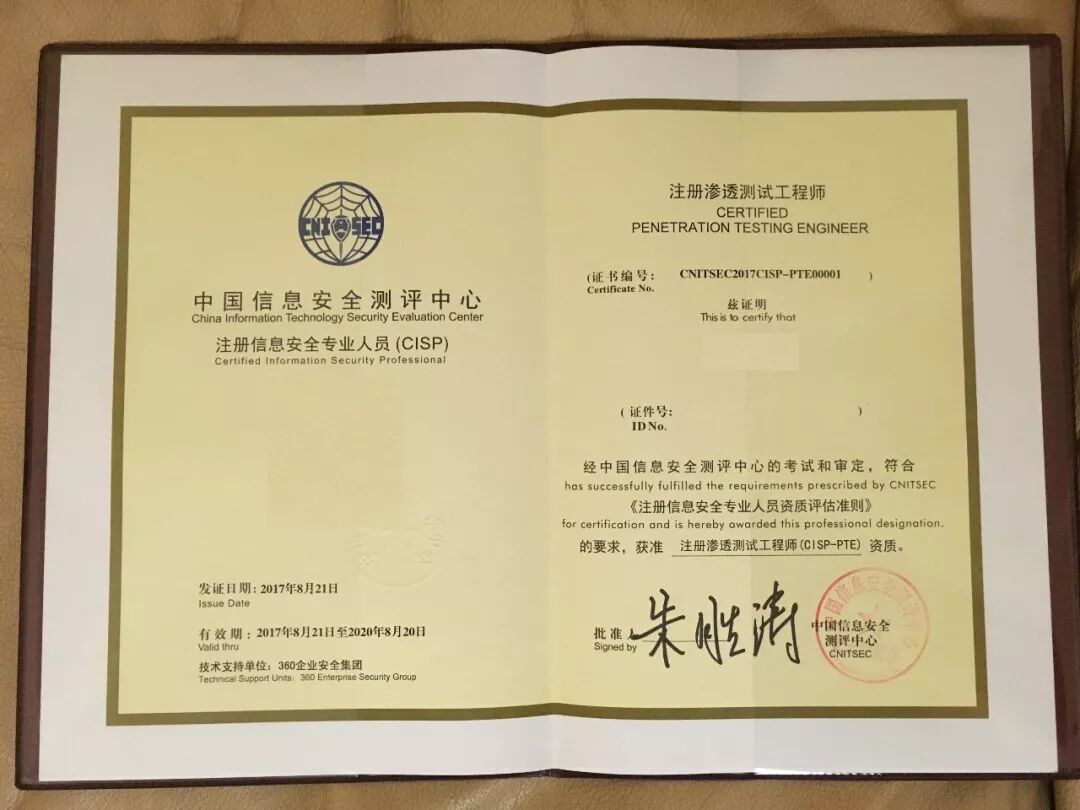 CNITSEC
中国信息安全测评中心
China Information Technology Security Evaluation Center
注册信息安全专业人员(CISP)
Certified Information Security Professional
发证日期：2017年8月21日
Issue Date
有效期：2017年8月21日至2020年8月20日
Valid thru
技术支持单位：360企业安全集团
Technical Support Units：360 Enterprise Security Group
注册渗透测试工程师
CERTIFIED
PENETRATION TESTING ENGINEER
(证书编号： CNITSEC2017CISP-PTE00001 )
Certificate No.
兹证明
This is to certify that
(证件号： )
ID No.
经中国信息安全测评中心的考试和审定，符合
has successfully fulfilled the requirements prescribed by CNITSEC
《注册信息安全专业人员资质评估准则》
for certification and is hereby awarded this professional designation.
的要求，获准 注册渗透测试工程师(CISP-PTE) 资质。
批准人 朱胜涛
Signed by
中国信息安全
测评中心
CNITSEC